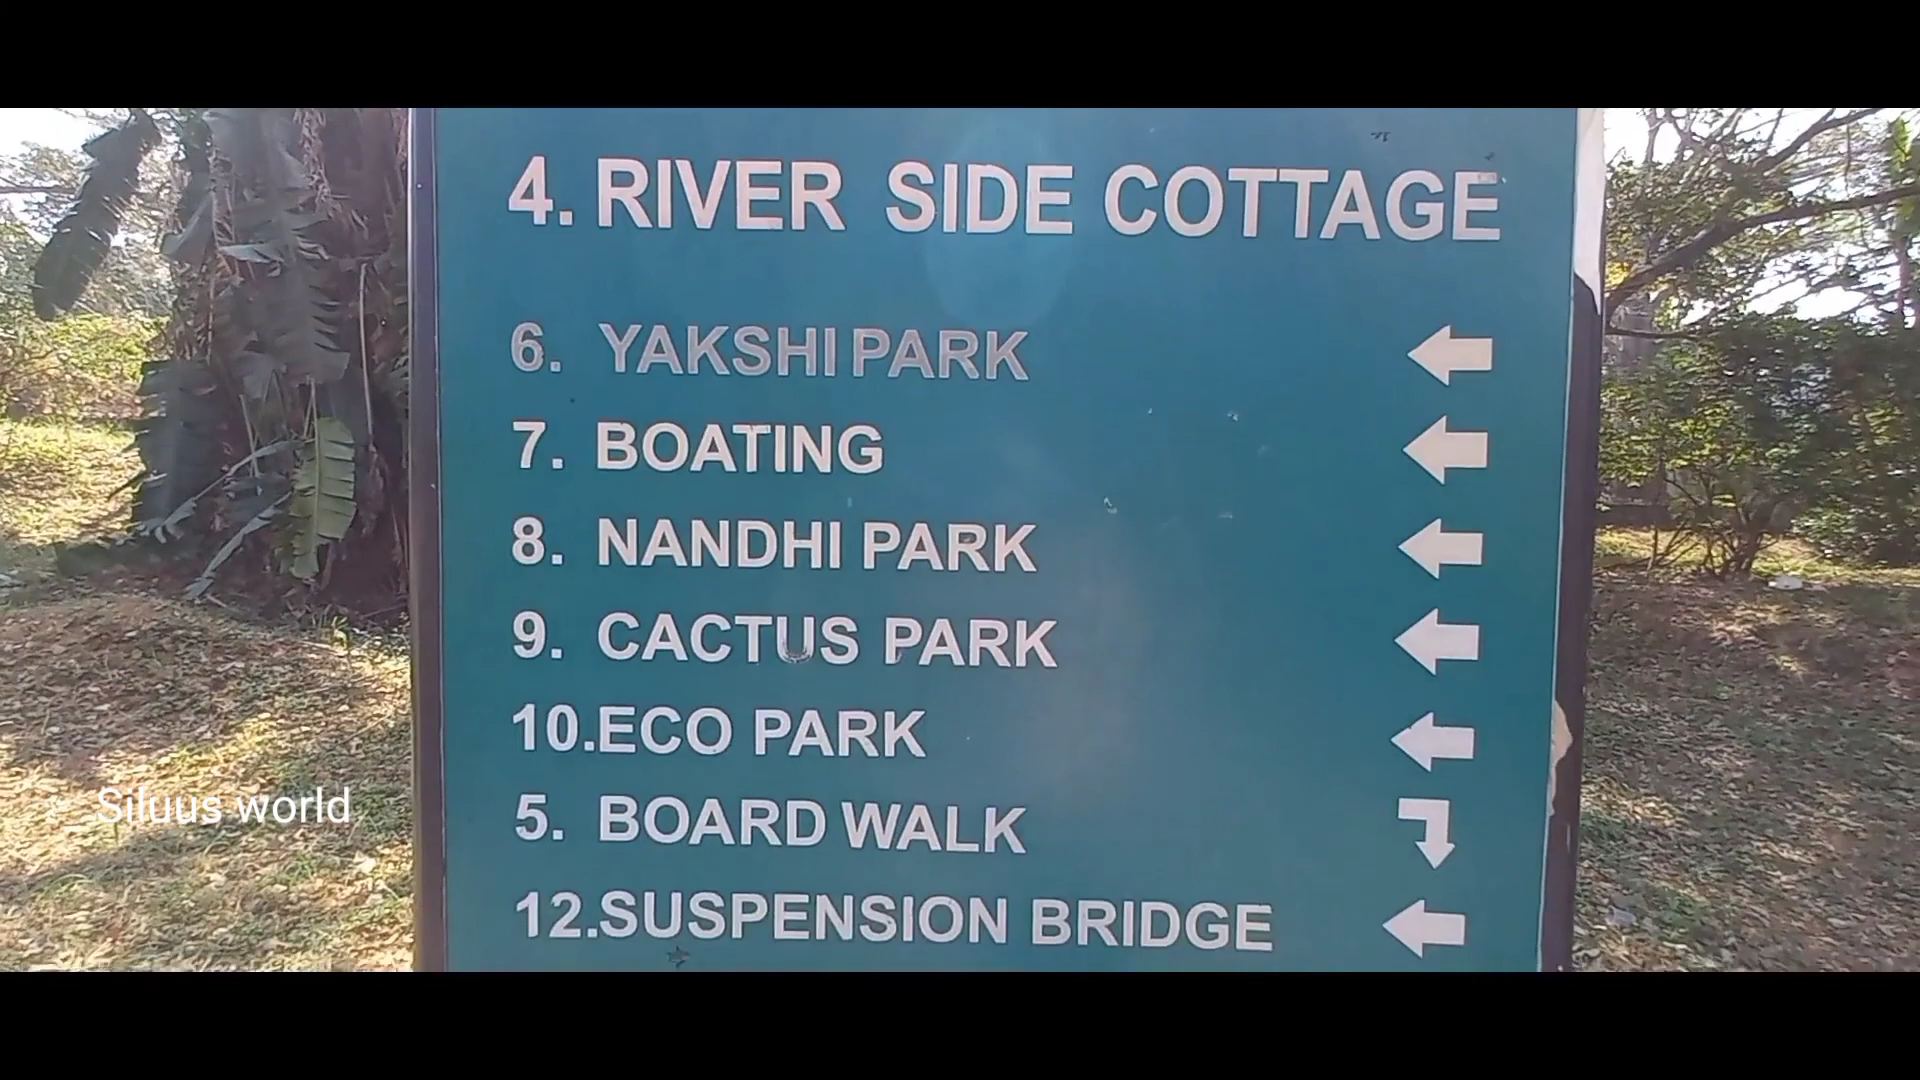 4. RIVER SIDE COTTAGE
6. YAKSHI PARK
7. BOATING
8. NANDHI PARK
9. CACTUS PARK
10.ECO PARK
5. BOARD WALK
12.SUSPENSION BRIDGE
Siluus world